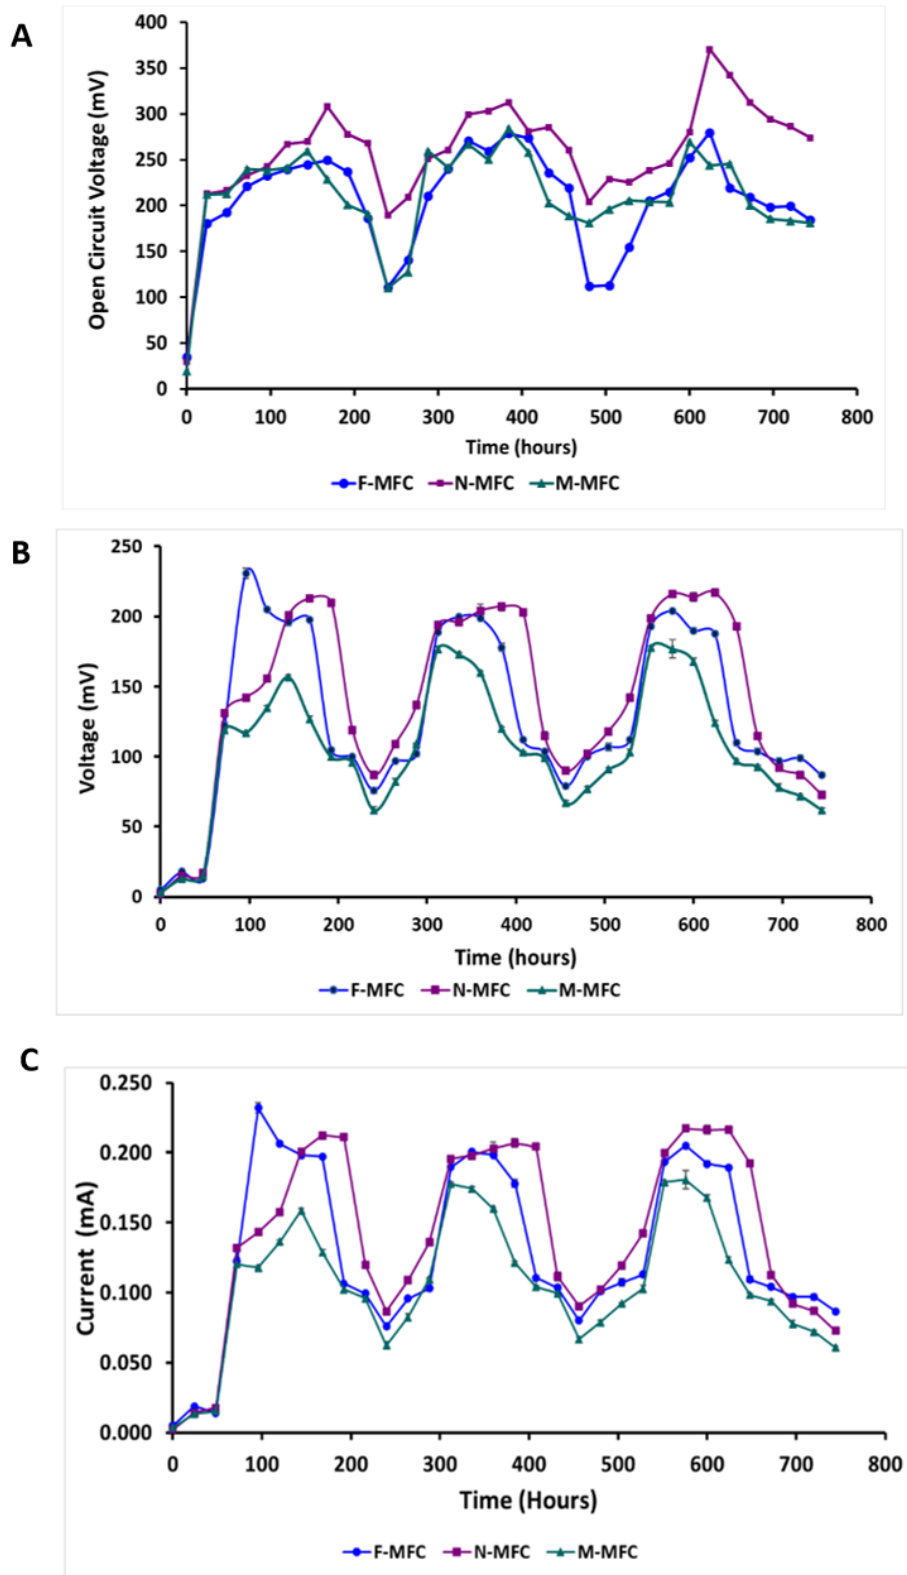 A
Open Circuit Voltage (mV)
400
350
300
250
200
150
100
50
0
0 100 200 300 400 500 600 700 800
Time (hours)
F-MFC N-MFC M-MFC
B
Voltage (mV)
250
200
150
100
50
0
0 100 200 300 400 500 600 700 800
Time (hours)
F-MFC N-MFC M-MFC
C
Current (mA)
0.250
0.200
0.150
0.100
0.050
0.000
0 100 200 300 400 500 600 700 800
Time (Hours)
F-MFC N-MFC M-MFC